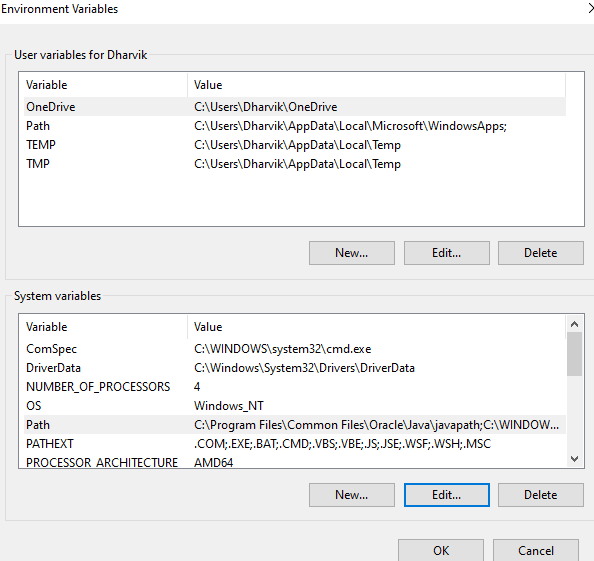 Environment Variables
User variables for Dharvik
Variable Value
OneDrive C:\Users\Dharvik\OneDrive
Path C:\Users\Dharvik\AppData\Local\Microsoft\WindowsApps;
TEMP C:\Users\Dharvik\AppData\Local\Temp
TMP C:\Users\Dharvik\AppData\Local\Temp
New... Edit... Delete
System variables
Variable Value
ComSpec C:\WINDOWS\system32\cmd.exe
DriverData C:\Windows\System32\Drivers\DriverData
NUMBER_OF_PROCESSORS 4
OS Windows_NT
Path C:\Program Files\Common Files\Oracle\Java\javapath;C:\WINDOW...
PATHEXT .COM;.EXE;.BAT;.CMD;.VBS;.VBE;.JS;.JSE;.WSF;.WSH;.MSC
PROCESSOR_ARCHITECTURE AMD64
New... Edit... Delete
OK Cancel